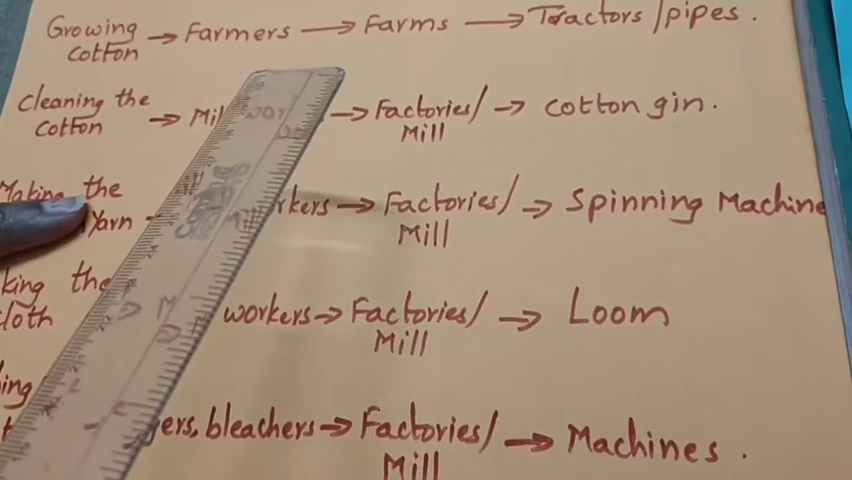 Growing → Farmers → Farms → Tractors/pipes.
cotton
Cleaning the → Factories/ → cotton gin.
cotton Mill
Making the → Factories/ → Spinning Machine
Yarn Mill
the workers → Factories/ → Loom
cloth Mill
bleachers → Factories/ → Machines.
Mill